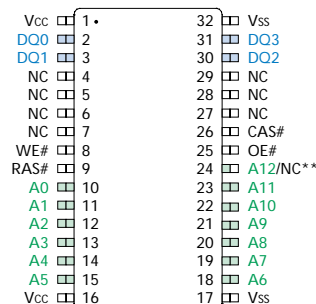 Vcc 1 32 Vss
DQ0 2 31 DQ3
DQ1 3 30 DQ2
NC 4 29 NC
NC 5 28 NC
NC 6 27 NC
NC 7 26 CAS#
WE# 8 25 OE#
RAS# 9 24 A12/NC**
A0 10 23 A11
A1 11 22 A10
A2 12 21 A9
A3 13 20 A8
A4 14 19 A7
A5 15 18 A6
Vcc 16 17 Vss